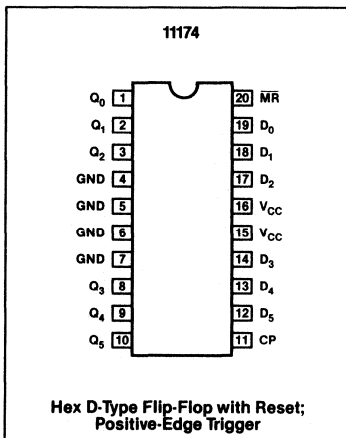 11174
Q0 1 20 M̅R̅
Q1 2 19 D0
Q2 3 18 D1
GND 4 17 D2
GND 5 16 VCC
GND 6 15 VCC
GND 7 14 D3
Q3 8 13 D4
Q4 9 12 D5
Q5 10 11 CP
Hex D-Type Flip-Flop with Reset;
Positive-Edge Trigger